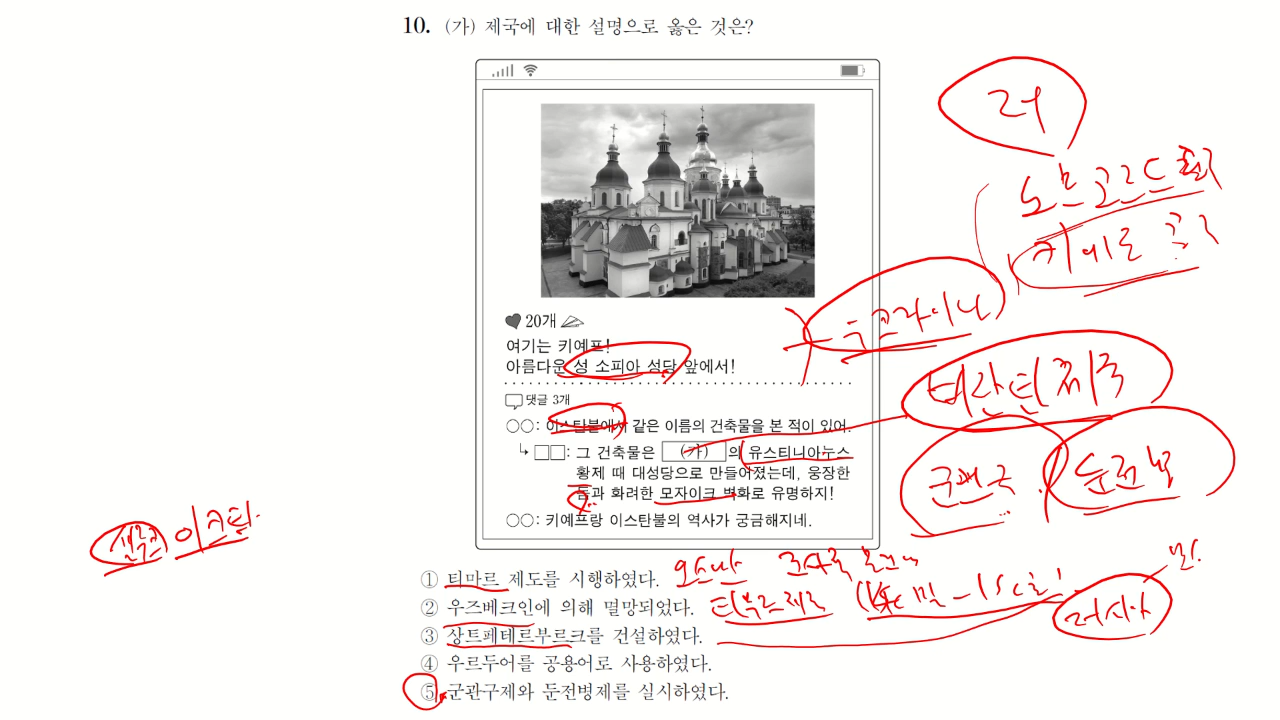 10. (가) 제국에 대한 설명으로 옳은 것은?
20개
여기는 키예프!
아름다운 성 소피아 성당 앞에서!
댓글 3개
○○: 이스탄불에서 같은 이름의 건축물을 본 적이 있어.
↳ □□: 그 건축물은 (가) 의 유스티니아누스
황제 때 대성당으로 만들어졌는데, 웅장한
돔과 화려한 모자이크 벽화로 유명하지!
○○: 키예프랑 이스탄불의 역사가 궁금해지네.
① 티마르 제도를 시행하였다.
② 우즈베크인에 의해 멸망되었다.
③ 상트페테르부르크를 건설하였다.
④ 우르두어를 공용어로 사용하였다.
⑤ 군관구제와 둔전병제를 실시하였다.
러
노브고로드
키예프 공국
우크라이나
비잔틴 제국
군관구
둔전병
러시아